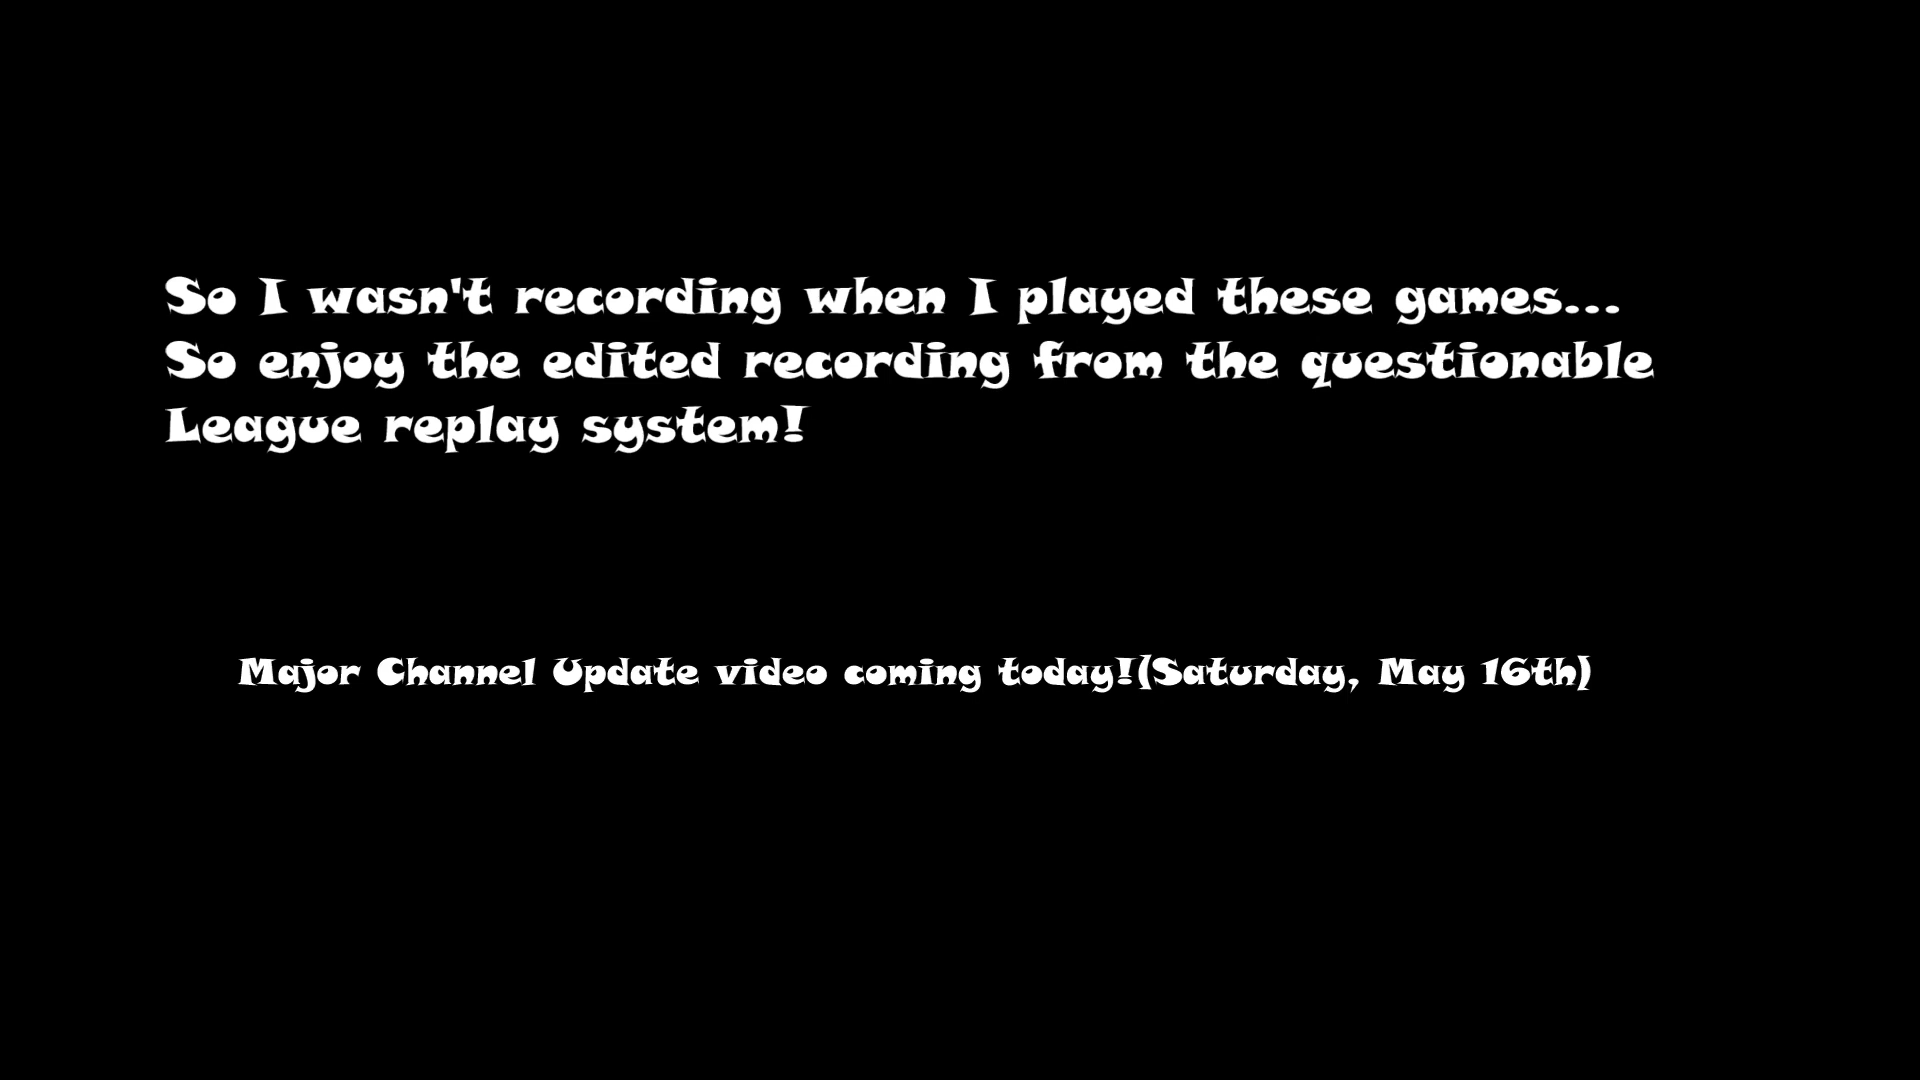 So I wasn't recording when I played these games...
So enjoy the edited recording from the questionable
League replay system!
Major Channel Update video coming today!(Saturday, May 16th)